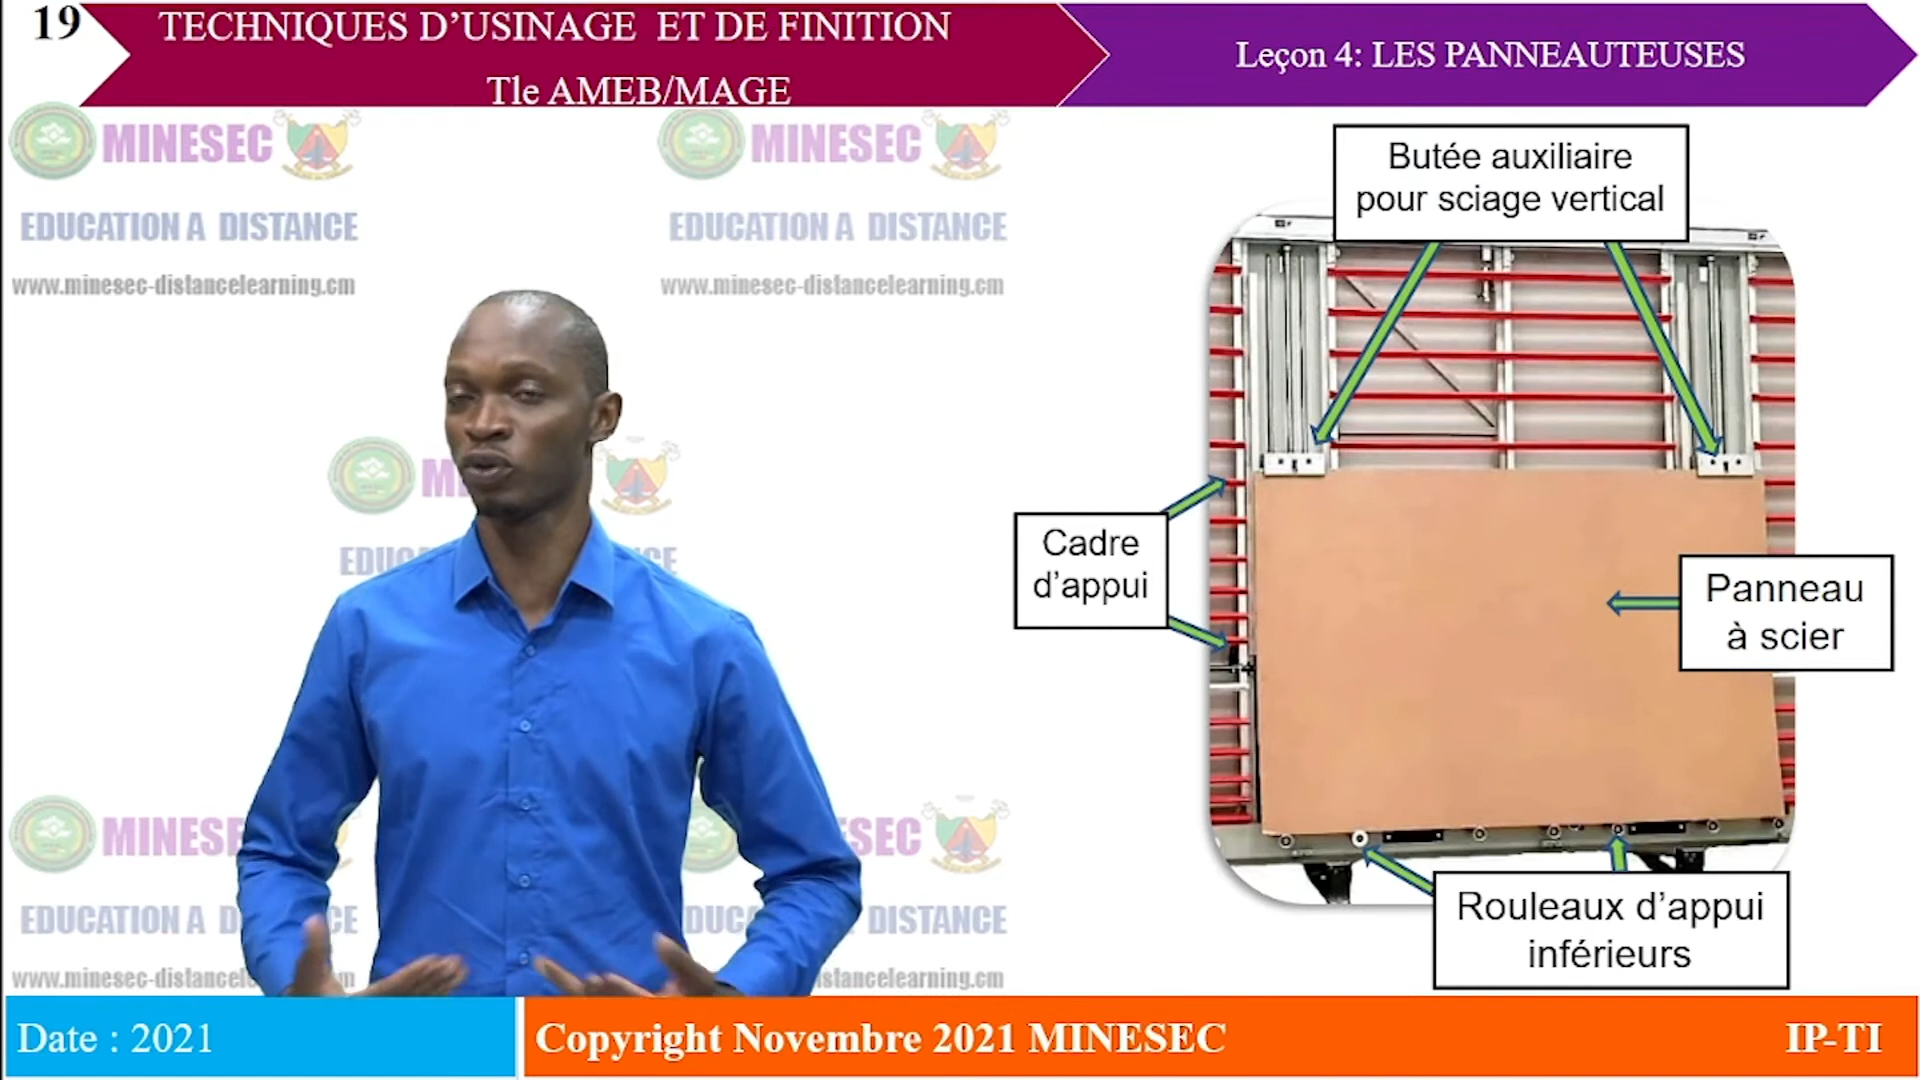 19
TECHNIQUES D’USINAGE ET DE FINITION
Tle AMEB/MAGE
Leçon 4: LES PANNEAUTEUSES
MINESEC
EDUCATION A DISTANCE
www.minesec-distancelearning.cm
MINESEC
EDUCATION A DISTANCE
www.minesec-distancelearning.cm
Butée auxiliaire
pour sciage vertical
Cadre
d’appui
Panneau
à scier
Rouleaux d’appui
inférieurs
Date : 2021
Copyright Novembre 2021 MINESEC
IP-TI